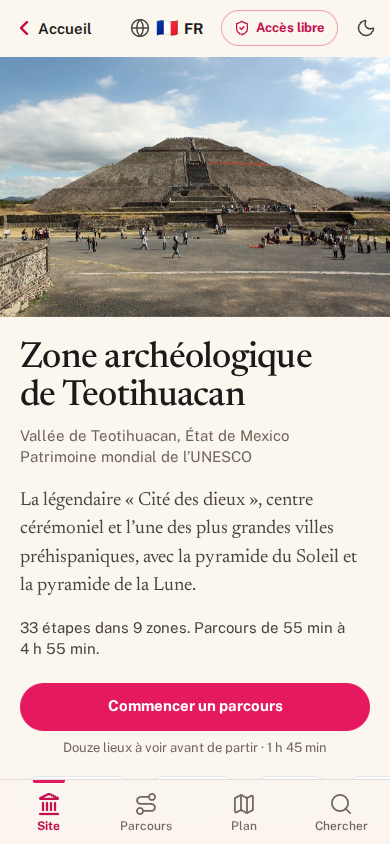 Accueil
FR
Accès libre
Zone archéologique
de Teotihuacan
Vallée de Teotihuacan, État de Mexico
Patrimoine mondial de l’UNESCO
La légendaire « Cité des dieux », centre
cérémoniel et l’une des plus grandes villes
préhispaniques, avec la pyramide du Soleil et
la pyramide de la Lune.
33 étapes dans 9 zones. Parcours de 55 min à
4 h 55 min.
Commencer un parcours
Douze lieux à voir avant de partir · 1 h 45 min
Site
Parcours
Plan
Chercher